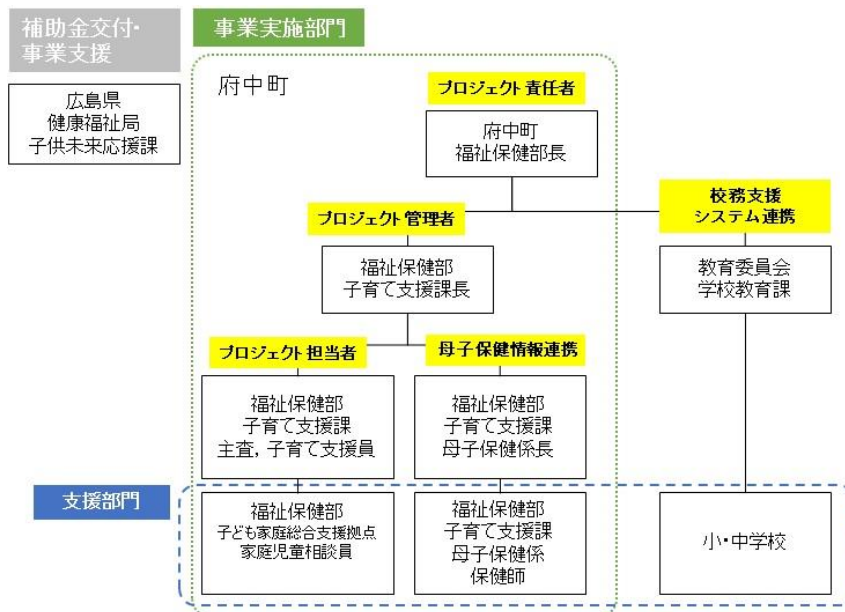 補助金交付・
事業支援
事業実施部門
広島県
健康福祉局
子供未来応援課
府中町
プロジェクト責任者
府中町
福祉保健部長
プロジェクト管理者
校務支援
システム連携
福祉保健部
子育て支援課長
教育委員会
学校教育課
プロジェクト担当者
母子保健情報連携
福祉保健部
子育て支援課
主査, 子育て支援員
福祉保健部
子育て支援課
母子保健係長
支援部門
福祉保健部
子ども家庭総合支援拠点
家庭児童相談員
福祉保健部
子育て支援課
母子保健係
保健師
小・中学校